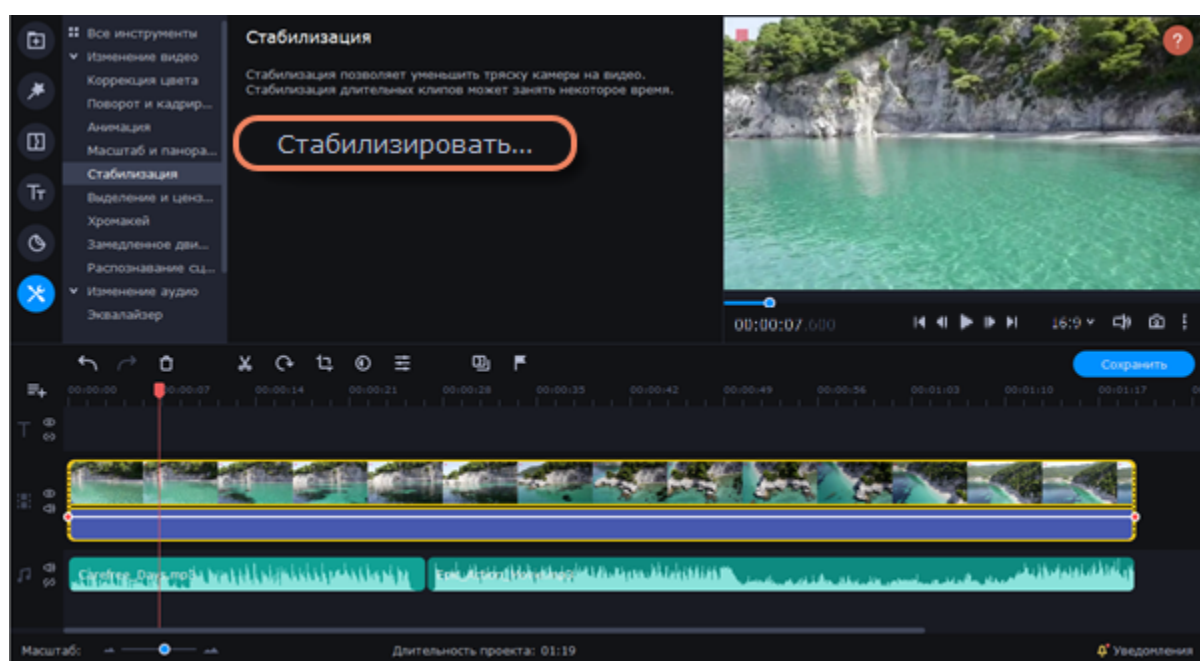 Все инструменты
Изменение видео
Коррекция цвета
Поворот и кадрир...
Анимация
Масштаб и панора...
Стабилизация
Выделение и ценз...
Хромакей
Замедленное дви...
Распознавание сц...
Изменение аудио
Эквалайзер
Стабилизация
Стабилизация позволяет уменьшить тряску камеры на видео.
Стабилизация длительных клипов может занять некоторое время.
Стабилизировать...
?
00:00:07.600
16:9
Сохранить
00:00:00 00:00:07 00:00:14 00:00:21 00:00:28 00:00:35 00:00:42 00:00:49 00:00:56 00:01:03 00:01:10 00:01:17
Carefree_Days.mp3
Масштаб:
Длительность проекта: 01:19
Уведомления